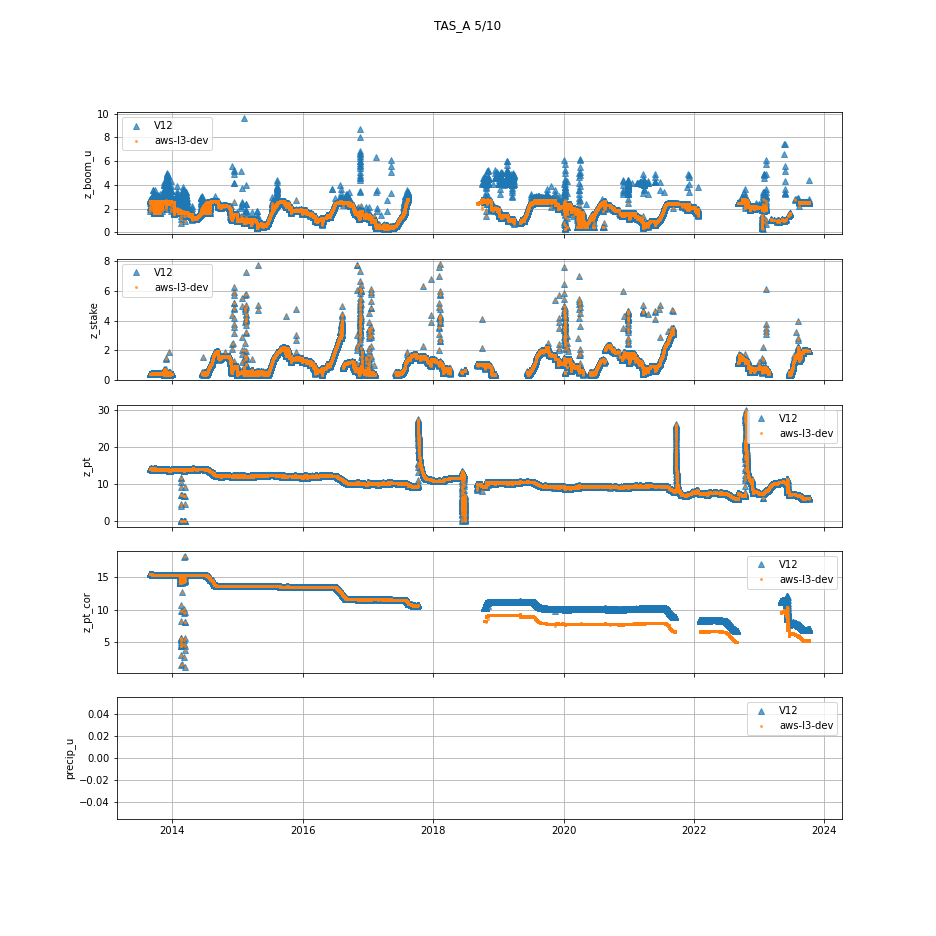 TAS_A 5/10
10
8
6
4
2
0
z_boom_u
V12
aws-l3-dev
8
6
4
2
0
z_stake
V12
aws-l3-dev
30
20
10
0
z_pt
V12
aws-l3-dev
15
10
5
z_pt_cor
V12
aws-l3-dev
0.04
0.02
0.00
−0.02
−0.04
precip_u
V12
aws-l3-dev
2014 2016 2018 2020 2022 2024